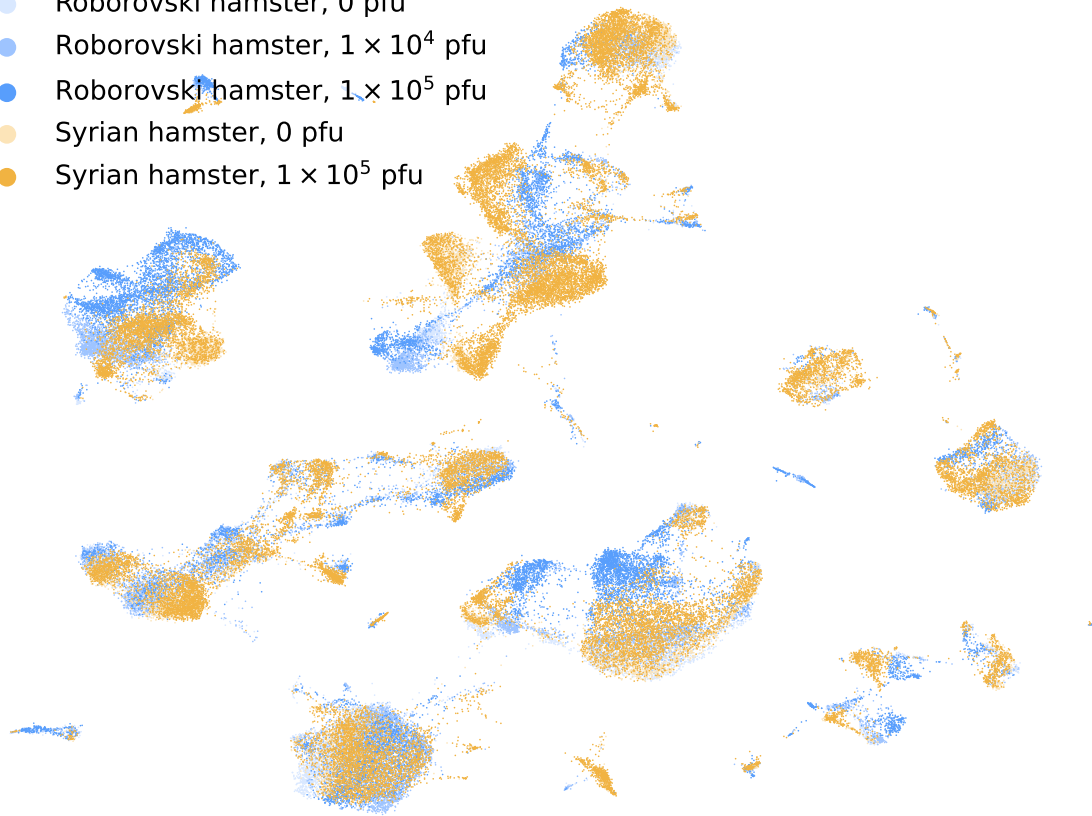 Roborovski hamster, 0 pfu
Roborovski hamster, 1 × 10⁴ pfu
Roborovski hamster, 1 × 10⁵ pfu
Syrian hamster, 0 pfu
Syrian hamster, 1 × 10⁵ pfu